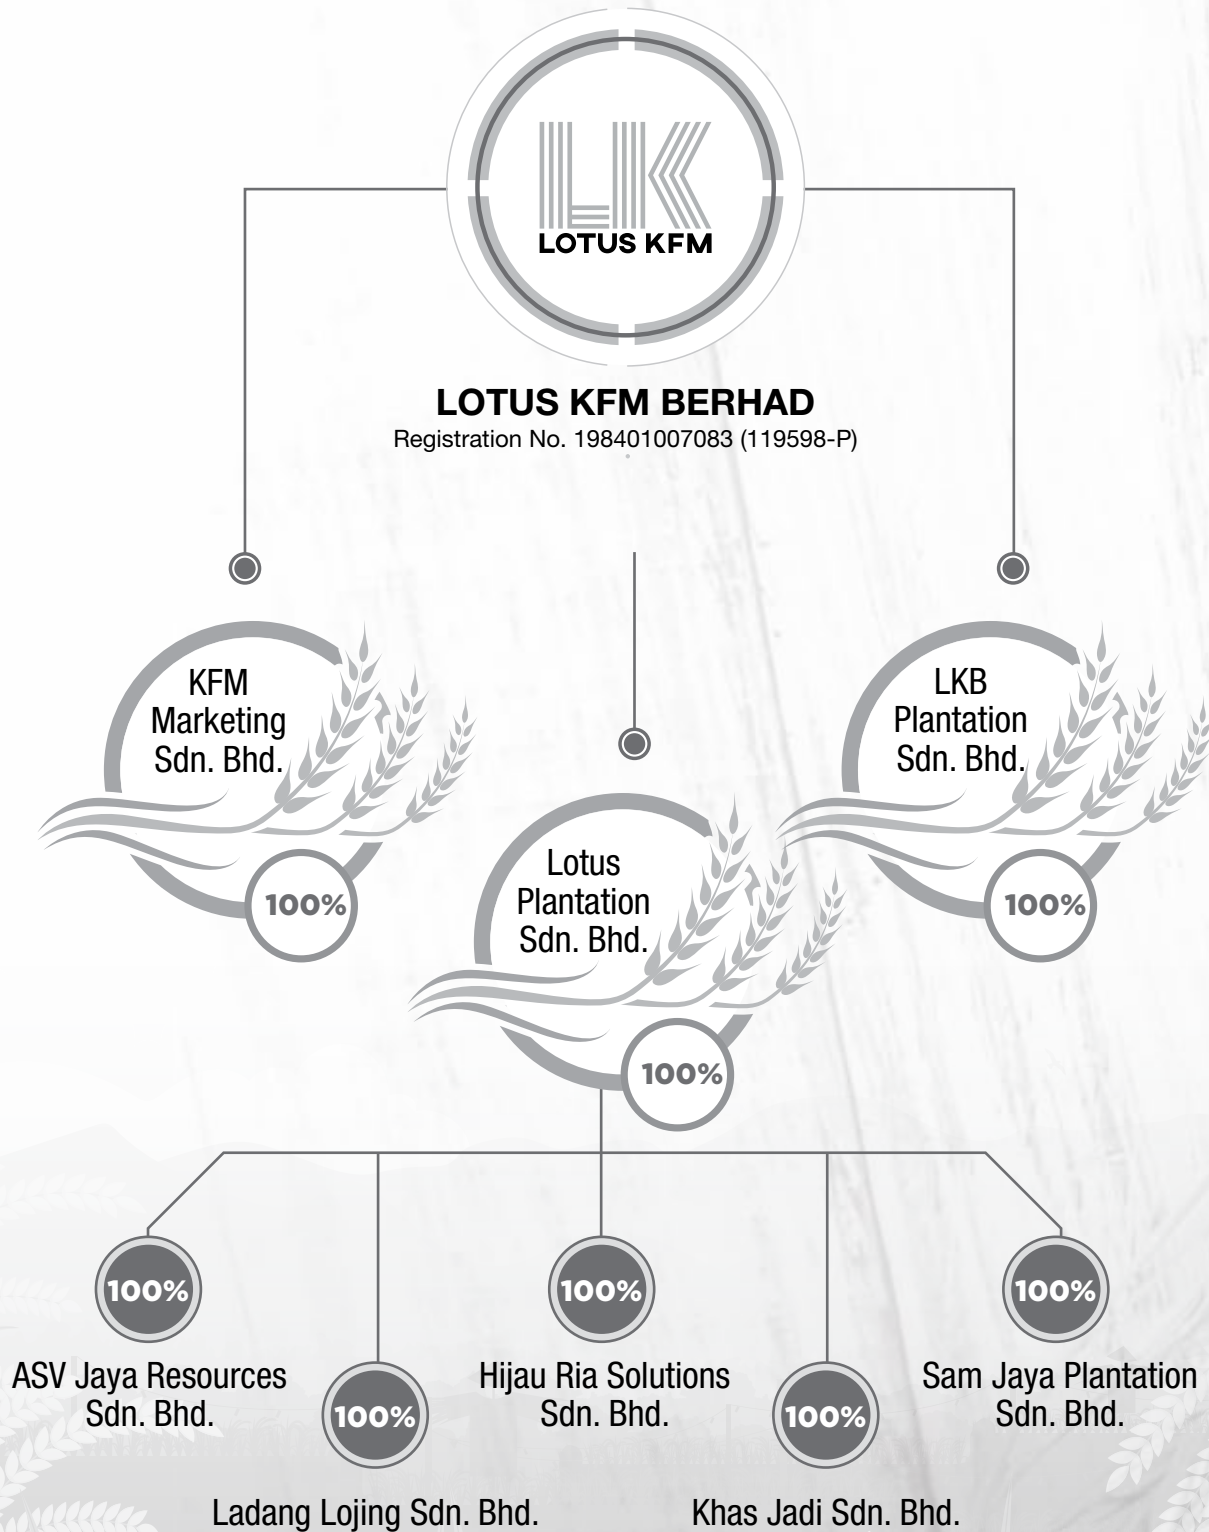 LK
LOTUS KFM
LOTUS KFM BERHAD
Registration No. 198401007083 (119598-P)
KFM
Marketing
Sdn. Bhd.
100%
LKB
Plantation
Sdn. Bhd.
100%
Lotus
Plantation
Sdn. Bhd.
100%
100%
ASV Jaya Resources
Sdn. Bhd.
100%
Ladang Lojing Sdn. Bhd.
100%
Hijau Ria Solutions
Sdn. Bhd.
100%
Khas Jadi Sdn. Bhd.
100%
Sam Jaya Plantation
Sdn. Bhd.